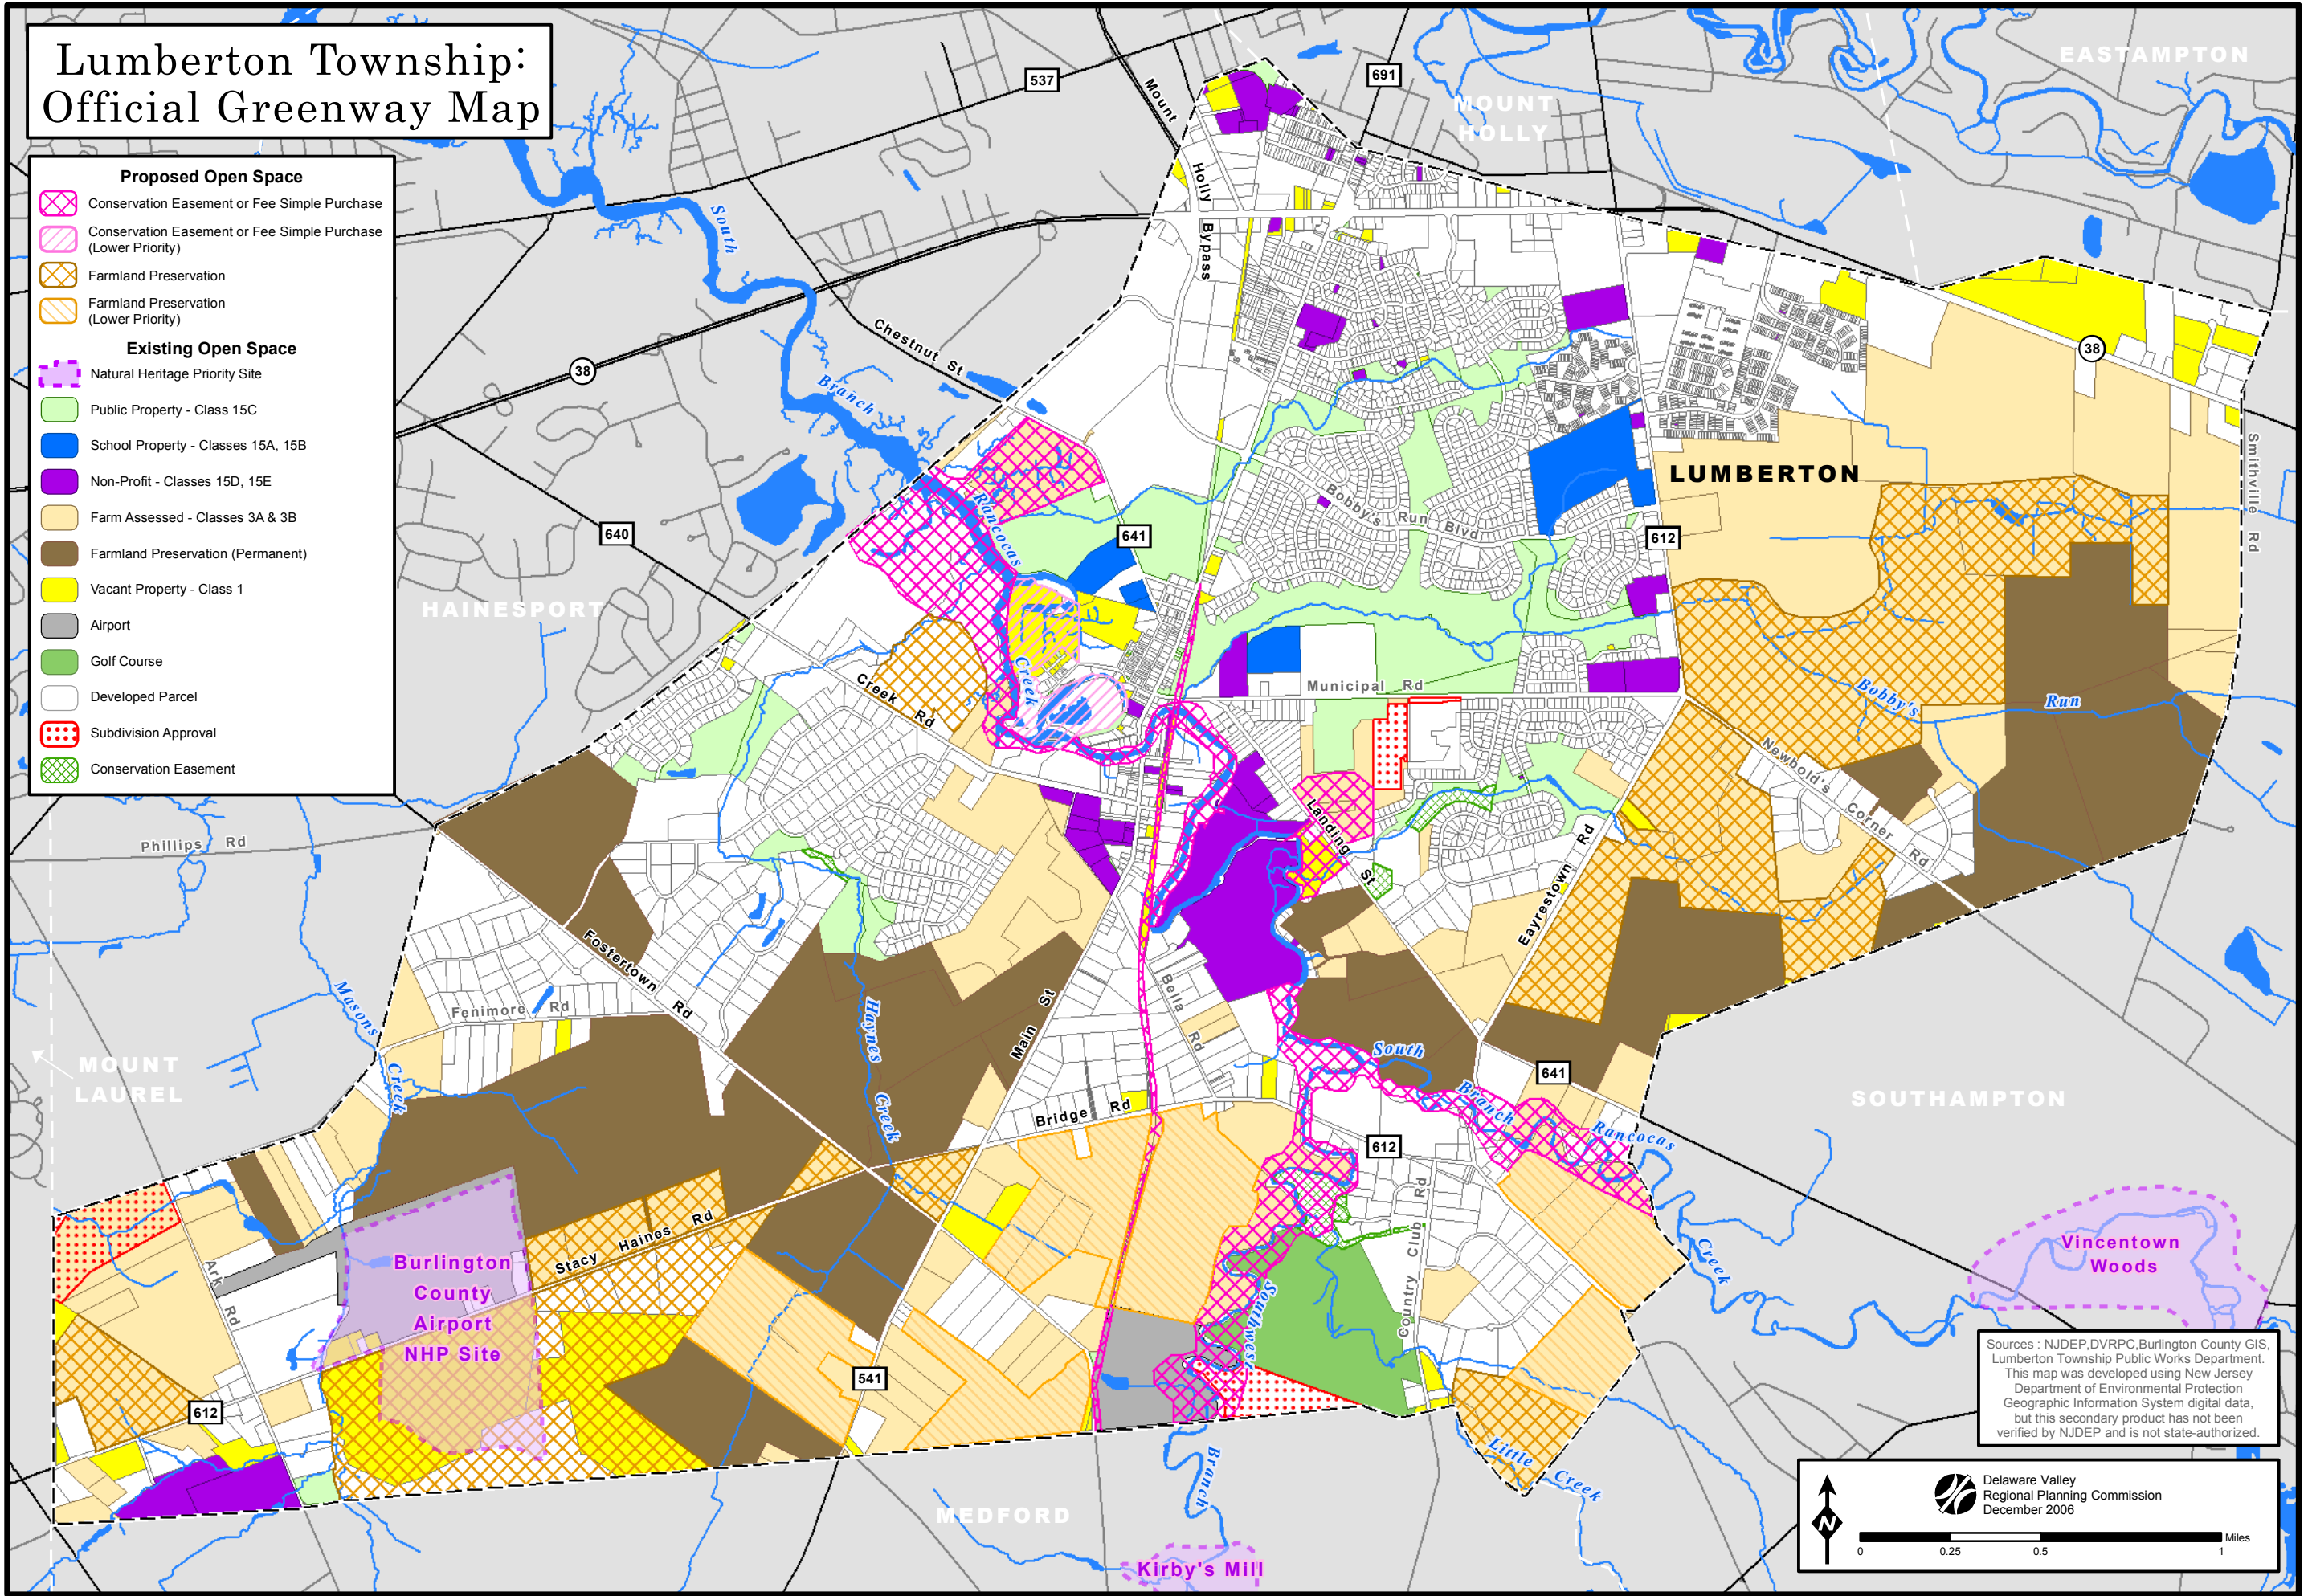 Lumberton Township:
Official Greenway Map
Proposed Open Space
Conservation Easement or Fee Simple Purchase
Conservation Easement or Fee Simple Purchase
(Lower Priority)
Farmland Preservation
Farmland Preservation
(Lower Priority)
Existing Open Space
Natural Heritage Priority Site
Public Property - Class 15C
School Property - Classes 15A, 15B
Non-Profit - Classes 15D, 15E
Farm Assessed - Classes 3A & 3B
Farmland Preservation (Permanent)
Vacant Property - Class 1
Airport
Golf Course
Developed Parcel
Subdivision Approval
Conservation Easement
EASTAMPTON
MOUNT
HOLLY
537
691
Mount
Holly
Bypass
South
Branch
Rancocas
Creek
Chestnut St
38
38
Smithville Rd
LUMBERTON
Bobby's Run Blvd
640
641
612
HAINESPORT
Creek Rd
Municipal Rd
Bobby's Run
Newbold's Corner Rd
Landing St
Eayrestown Rd
Phillips Rd
Fostertown Rd
Fenimore Rd
Masons
Creek
Haynes
Creek
Main St
Bella Rd
Bridge Rd
MOUNT
LAUREL
South
Branch
Rancocas
Creek
641
612
SOUTHAMPTON
Country Club Rd
Stacy Haines Rd
Ark Rd
Burlington
County
Airport
NHP Site
Vincentown
Woods
541
612
Southwest
Branch
Little Creek
MEDFORD
Kirby's Mill
Sources : NJDEP,DVRPC,Burlington County GIS,
Lumberton Township Public Works Department.
This map was developed using New Jersey
Department of Environmental Protection
Geographic Information System digital data,
but this secondary product has not been
verified by NJDEP and is not state-authorized.
N
Delaware Valley
Regional Planning Commission
December 2006
Miles
0 0.25 0.5 1